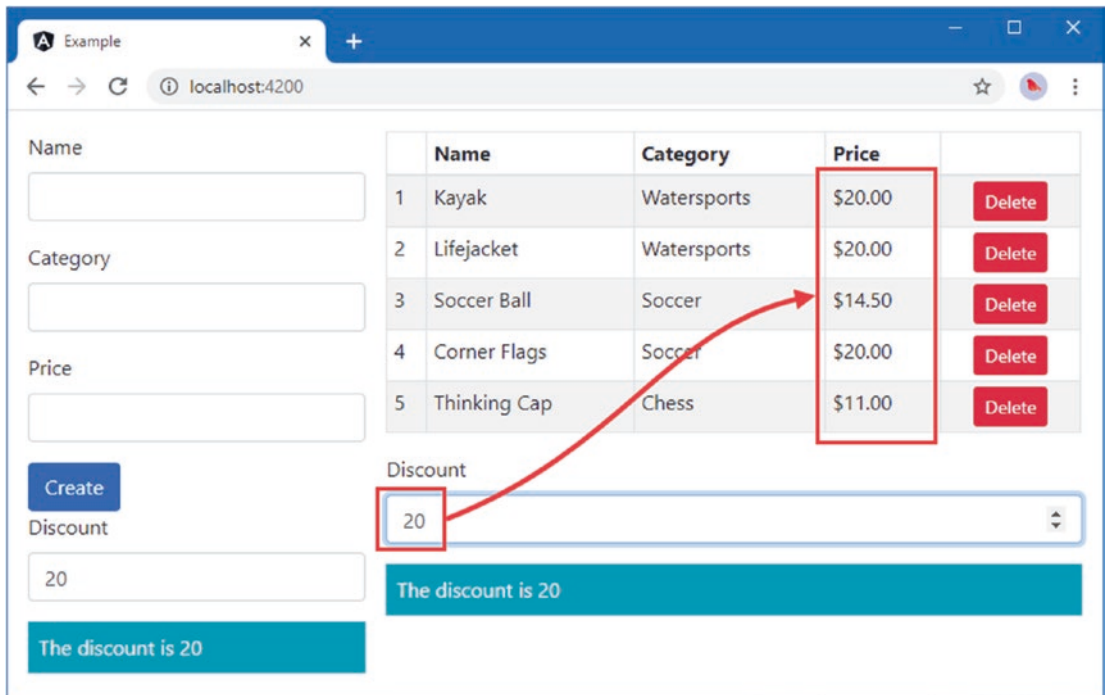 Example
localhost:4200
Name
Category
Price
Create
Discount
20
The discount is 20
Name Category Price
1 Kayak Watersports $20.00 Delete
2 Lifejacket Watersports $20.00 Delete
3 Soccer Ball Soccer $14.50 Delete
4 Corner Flags Soccer $20.00 Delete
5 Thinking Cap Chess $11.00 Delete
Discount
20
The discount is 20